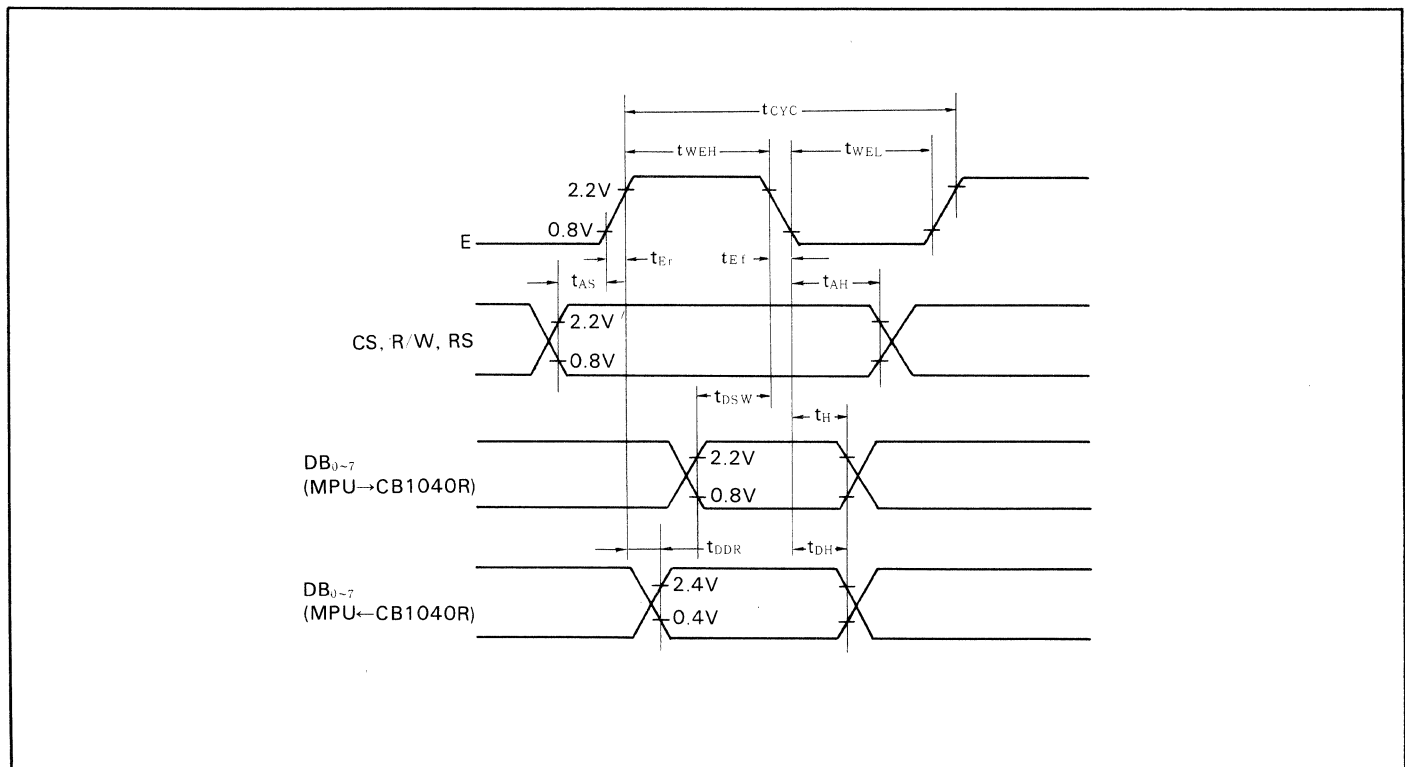 tCYC
tWEH
tWEL
2.2V
0.8V
E
tEr
tEf
tAS
tAH
2.2V
CS, R/W, RS
0.8V
tDSW
tH
DB0~7
2.2V
(MPU→CB1040R)
0.8V
tDDR
tDH
DB0~7
2.4V
(MPU←CB1040R)
0.4V